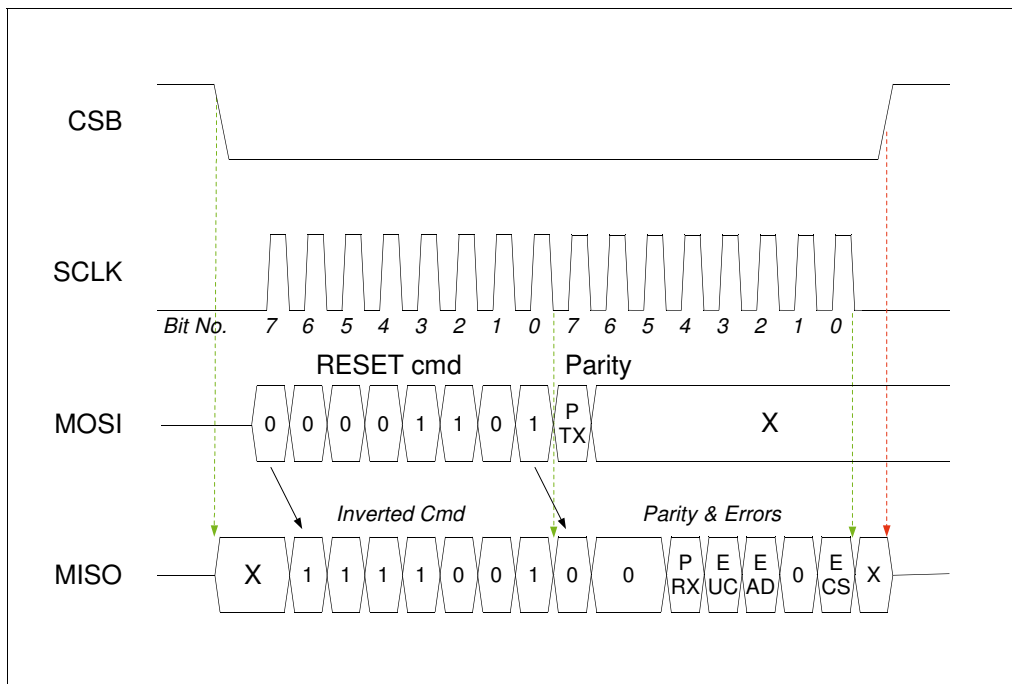 CSB
SCLK
Bit No. 7 6 5 4 3 2 1 0 7 6 5 4 3 2 1 0
RESET cmd Parity
MOSI 0 0 0 0 1 1 0 1 P TX X
Inverted Cmd Parity & Errors
MISO X 1 1 1 1 0 0 1 0 0 P RX E UC E AD 0 E CS X